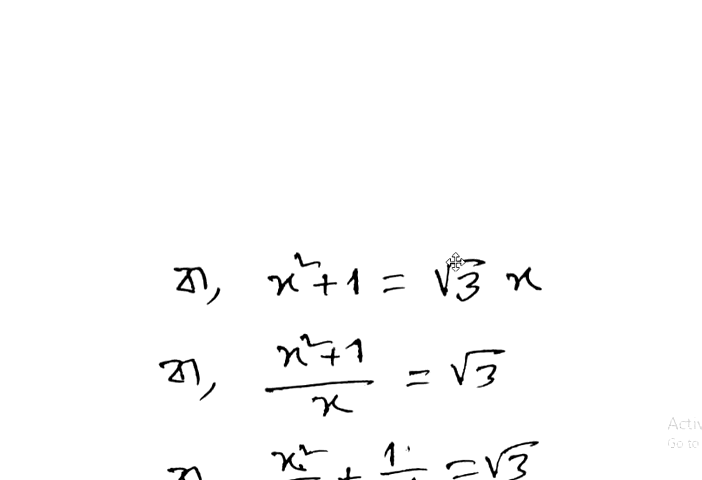 বা, x²+1 = √3 x
বা, (x²+1)/x = √3
বা, x² + 1 = √3
Activ
Go to